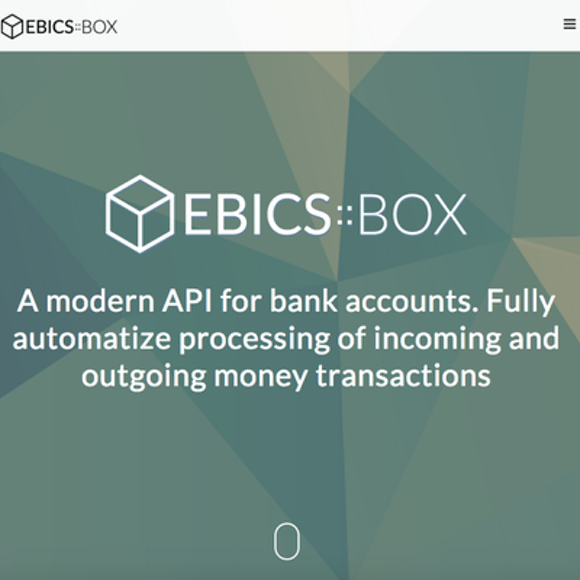 EBICS::BOX
EBICS::BOX
A modern API for bank accounts. Fully
automatize processing of incoming and
outgoing money transactions